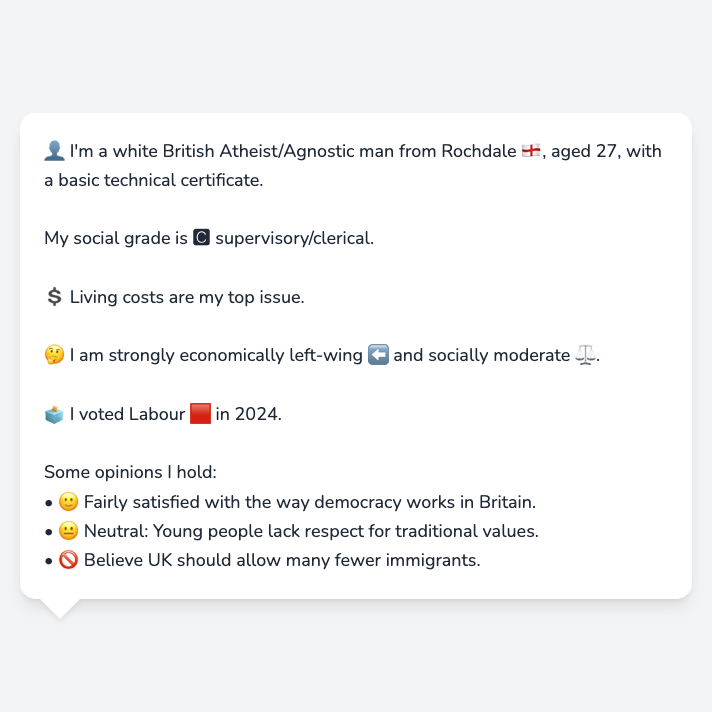 👤 I'm a white British Atheist/Agnostic man from Rochdale 🏴󠁧󠁢󠁥󠁮󠁧󠁿, aged 27, with
a basic technical certificate.
My social grade is 🅲 supervisory/clerical.
💲 Living costs are my top issue.
🤔 I am strongly economically left-wing ⬅️ and socially moderate ⚖️.
🗳️ I voted Labour 🟥 in 2024.
Some opinions I hold:
• 🙂 Fairly satisfied with the way democracy works in Britain.
• 😐 Neutral: Young people lack respect for traditional values.
• 🚫 Believe UK should allow many fewer immigrants.